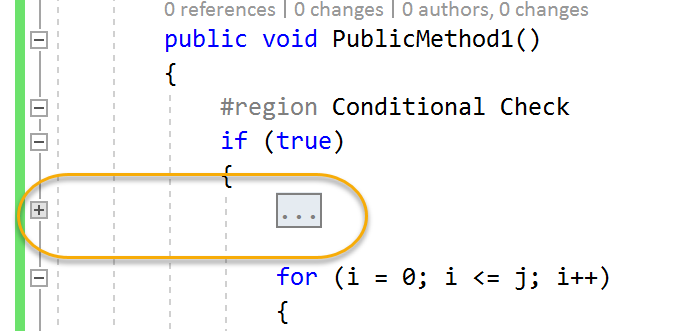 0 references | 0 changes | 0 authors, 0 changes
public void PublicMethod1()
{
#region Conditional Check
if (true)
{
...
for (i = 0; i <= j; i++)
{